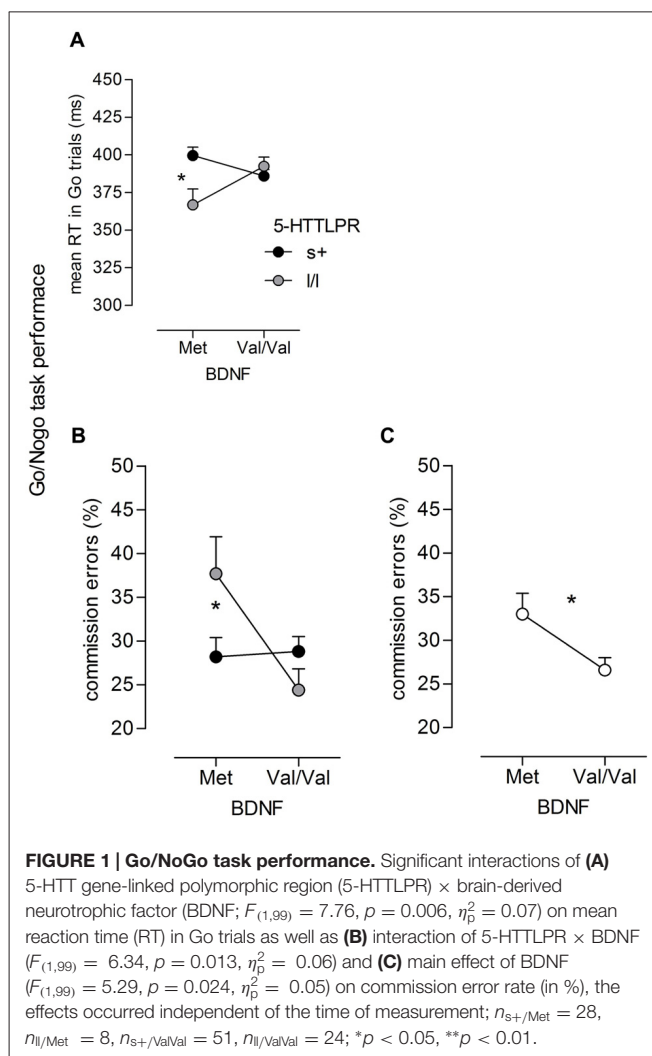 A
Go/Nogo task performace
mean RT in Go trials (ms)
450
425
400
375
350
325
300
*
5-HTTLPR
s+
l/l
Met Val/Val
BDNF
B
commission errors (%)
50
45
40
35
30
25
20
*
Met Val/Val
BDNF
C
commission errors (%)
50
45
40
35
30
25
20
*
Met Val/Val
BDNF
FIGURE 1 | Go/NoGo task performance. Significant interactions of (A)
5-HTT gene-linked polymorphic region (5-HTTLPR) × brain-derived
neurotrophic factor (BDNF; F(1,99) = 7.76, p = 0.006, η²p = 0.07) on mean
reaction time (RT) in Go trials as well as (B) interaction of 5-HTTLPR × BDNF
(F(1,99) = 6.34, p = 0.013, η²p = 0.06) and (C) main effect of BDNF
(F(1,99) = 5.29, p = 0.024, η²p = 0.05) on commission error rate (in %), the
effects occurred independent of the time of measurement; ns+/Met = 28,
nll/Met = 8, ns+/ValVal = 51, nll/ValVal = 24; *p < 0.05, **p < 0.01.